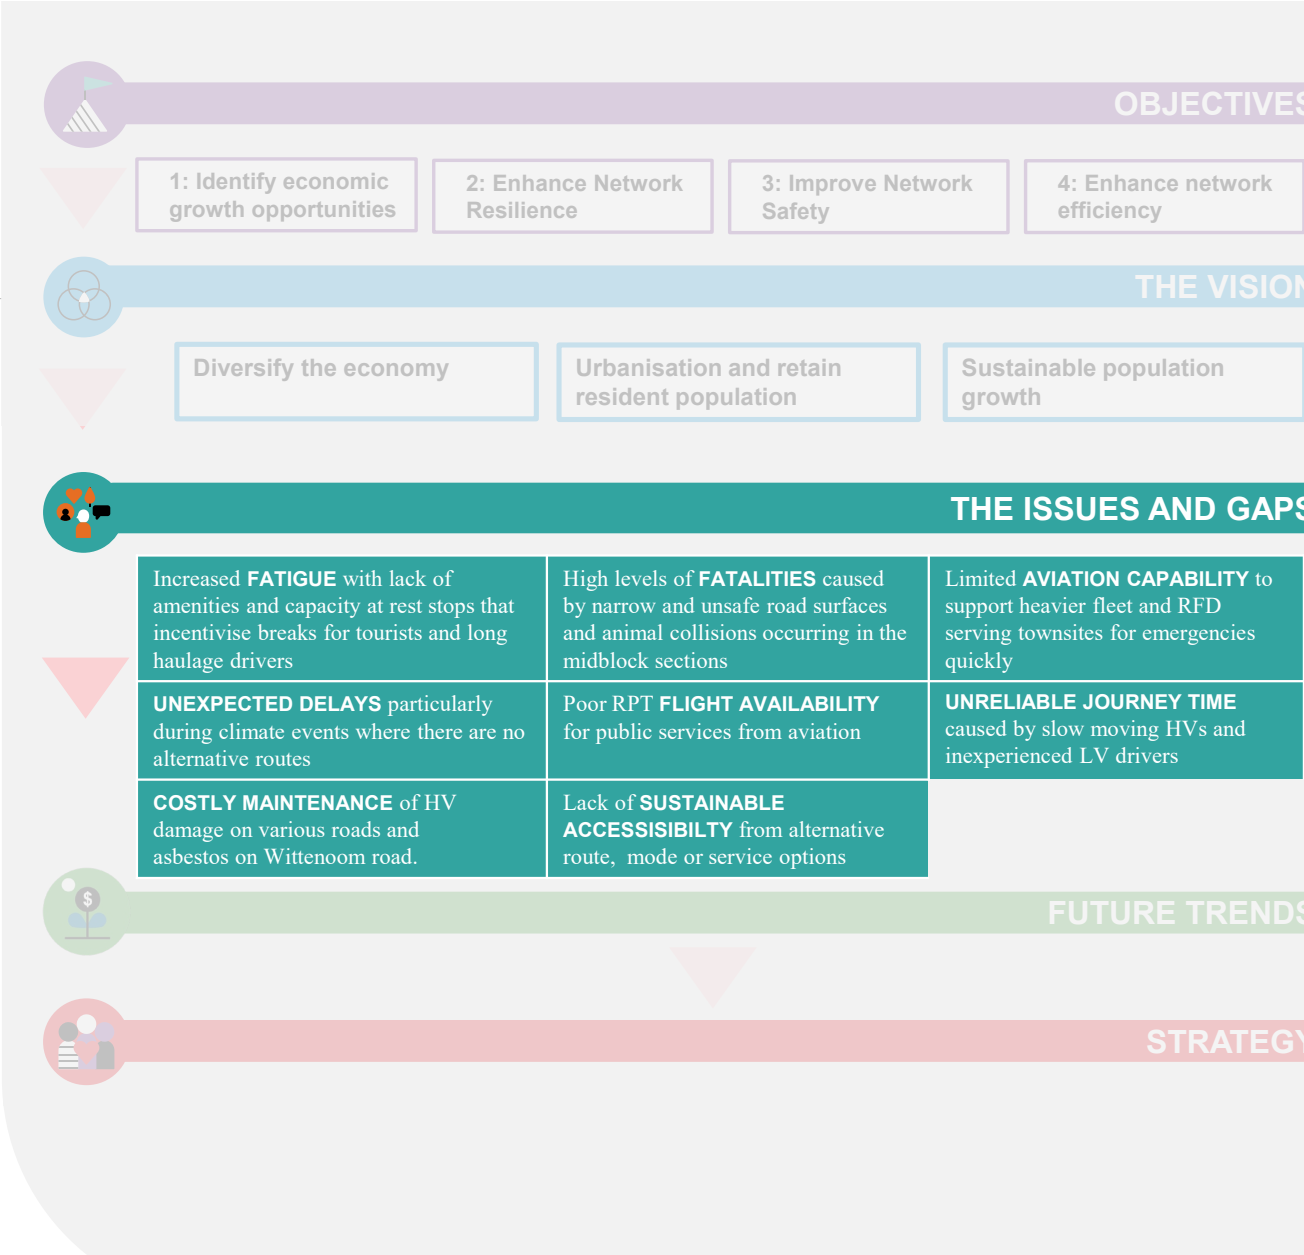 OBJECTIVES
1: Identify economic
growth opportunities
2: Enhance Network
Resilience
3: Improve Network
Safety
4: Enhance network
efficiency
THE VISION
Diversify the economy
Urbanisation and retain
resident population
Sustainable population
growth
THE ISSUES AND GAPS
Increased FATIGUE with lack of
amenities and capacity at rest stops that
incentivise breaks for tourists and long
haulage drivers
High levels of FATALITIES caused
by narrow and unsafe road surfaces
and animal collisions occurring in the
midblock sections
Limited AVIATION CAPABILITY to
support heavier fleet and RFD
serving townsites for emergencies
quickly
UNEXPECTED DELAYS particularly
during climate events where there are no
alternative routes
Poor RPT FLIGHT AVAILABILITY
for public services from aviation
UNRELIABLE JOURNEY TIME
caused by slow moving HVs and
inexperienced LV drivers
COSTLY MAINTENANCE of HV
damage on various roads and
asbestos on Wittenoom road.
Lack of SUSTAINABLE
ACCESSISIBILTY from alternative
route, mode or service options
$
FUTURE TRENDS
STRATEGY